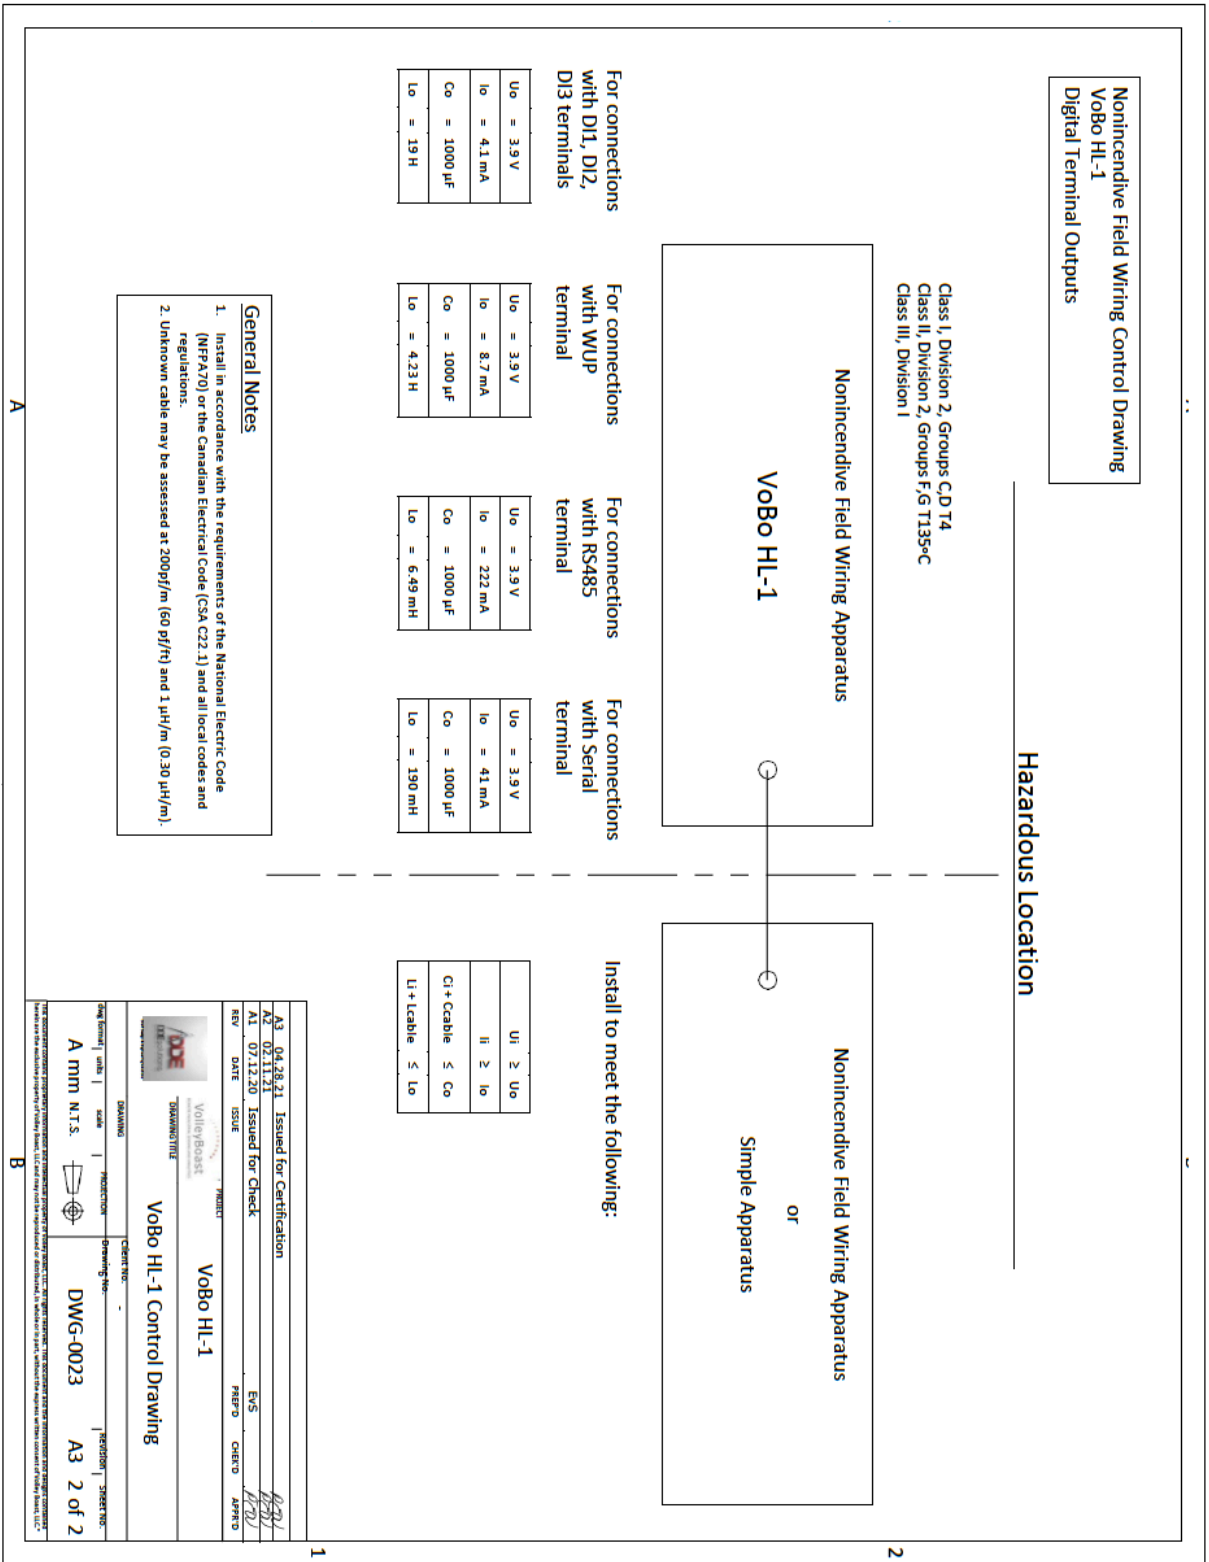 Nonincendive Field Wiring Control Drawing
VoBo HL-1
Digital Terminal Outputs
Hazardous Location
Class I, Division 2, Groups C,D T4
Class II, Division 2, Groups F,G T135°C
Class III, Division I
Nonincendive Field Wiring Apparatus
VoBo HL-1
Nonincendive Field Wiring Apparatus
or
Simple Apparatus
For connections
with DI1, DI2,
DI3 terminals
Uo = 3.9 V
Io = 4.1 mA
Co = 1000 µF
Lo = 19 H
For connections
with WUP
terminal
Uo = 3.9 V
Io = 8.7 mA
Co = 1000 µF
Lo = 4.23 H
For connections
with RS485
terminal
Uo = 3.9 V
Io = 222 mA
Co = 1000 µF
Lo = 6.49 mH
For connections
with Serial
terminal
Uo = 3.9 V
Io = 41 mA
Co = 1000 µF
Lo = 190 mH
Install to meet the following:
Ui ≥ Uo
Ii ≥ Io
Ci + Ccable ≤ Co
Li + Lcable ≤ Lo
General Notes
1. Install in accordance with the requirements of the National Electric Code
(NFPA70) or the Canadian Electrical Code (CSA C22.1) and all local codes and
regulations.
2. Unknown cable may be assessed at 200pf/m (60 pf/ft) and 1 µH/m (0.30 µH/m).
A3 04.28.21 Issued for Certification
A2 02.11.21
A1 07.12.20 Issued for Check EvS
REV DATE ISSUE PREP'D CHEK'D APPR'D
VolleyBoast
PROJECT
VoBo HL-1
DRAWING TITLE
VoBo HL-1 Control Drawing
DRAWING
Client No.
-
dwg format | units | scale | PROJECTION
Drawing No.
Revision | Sheet No.
A mm N.T.S. DWG-0023 A3 2 of 2
A
B
1
2